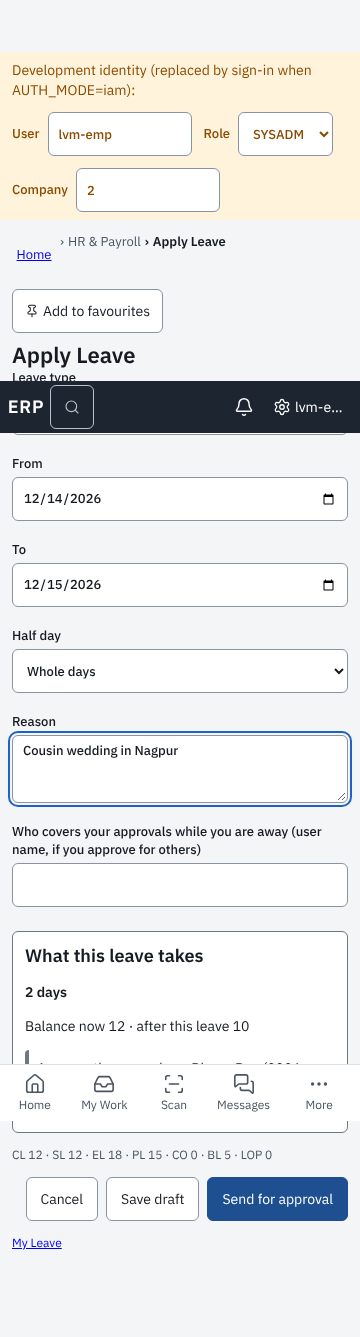 Development identity (replaced by sign-in when
AUTH_MODE=iam):
User lvm-emp Role SYSADM
Company 2
Home › HR & Payroll › Apply Leave
Add to favourites
Apply Leave
Leave type
ERP lvm-e...
From
12/14/2026
To
12/15/2026
Half day
Whole days
Reason
Cousin wedding in Nagpur
Who covers your approvals while you are away (user
name, if you approve for others)
What this leave takes
2 days
Balance now 12 · after this leave 10
Home My Work Scan Messages More
CL 12 · SL 12 · EL 18 · PL 15 · CO 0 · BL 5 · LOP 0
Cancel Save draft Send for approval
My Leave